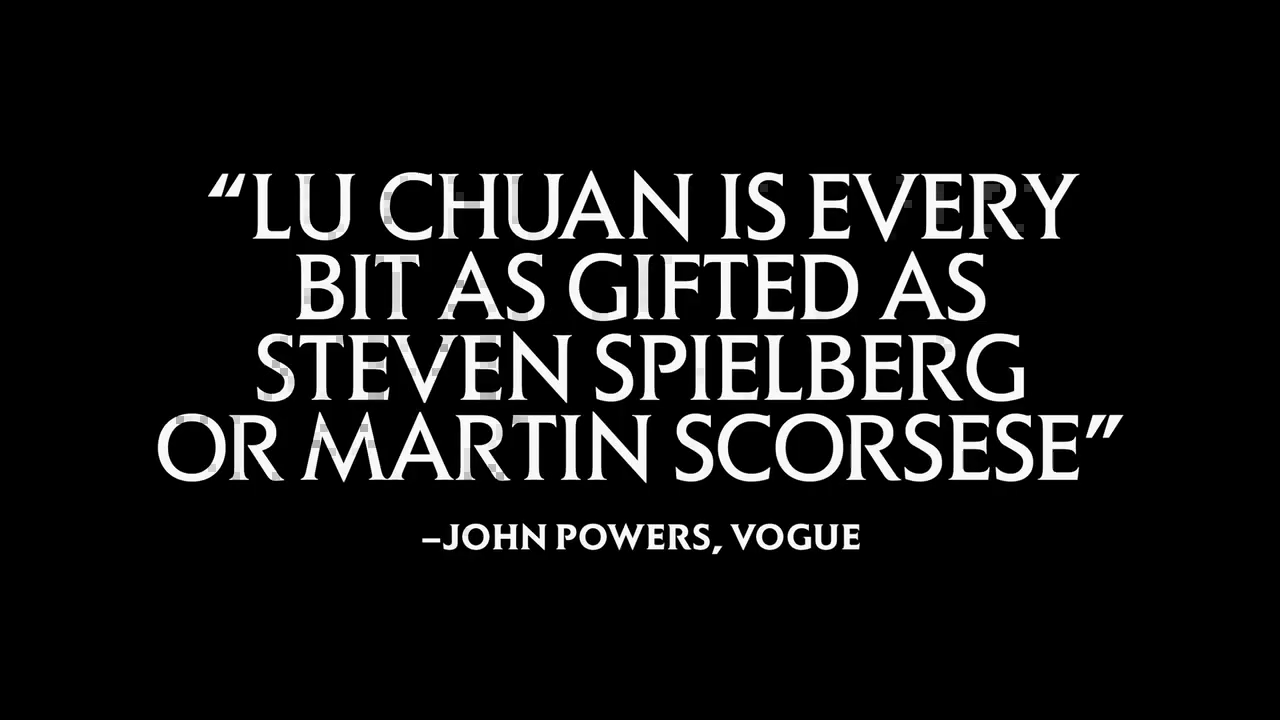 “LU CHUAN IS EVERY
BIT AS GIFTED AS
STEVEN SPIELBERG
OR MARTIN SCORSESE”
–JOHN POWERS, VOGUE